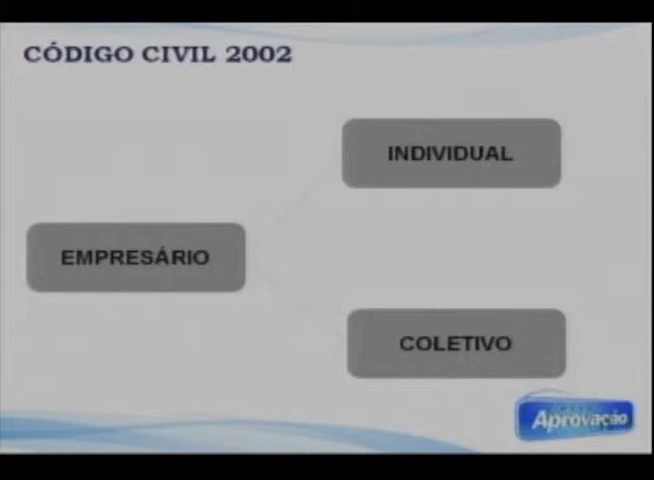 CÓDIGO CIVIL 2002
INDIVIDUAL
EMPRESÁRIO
COLETIVO
Aprovação